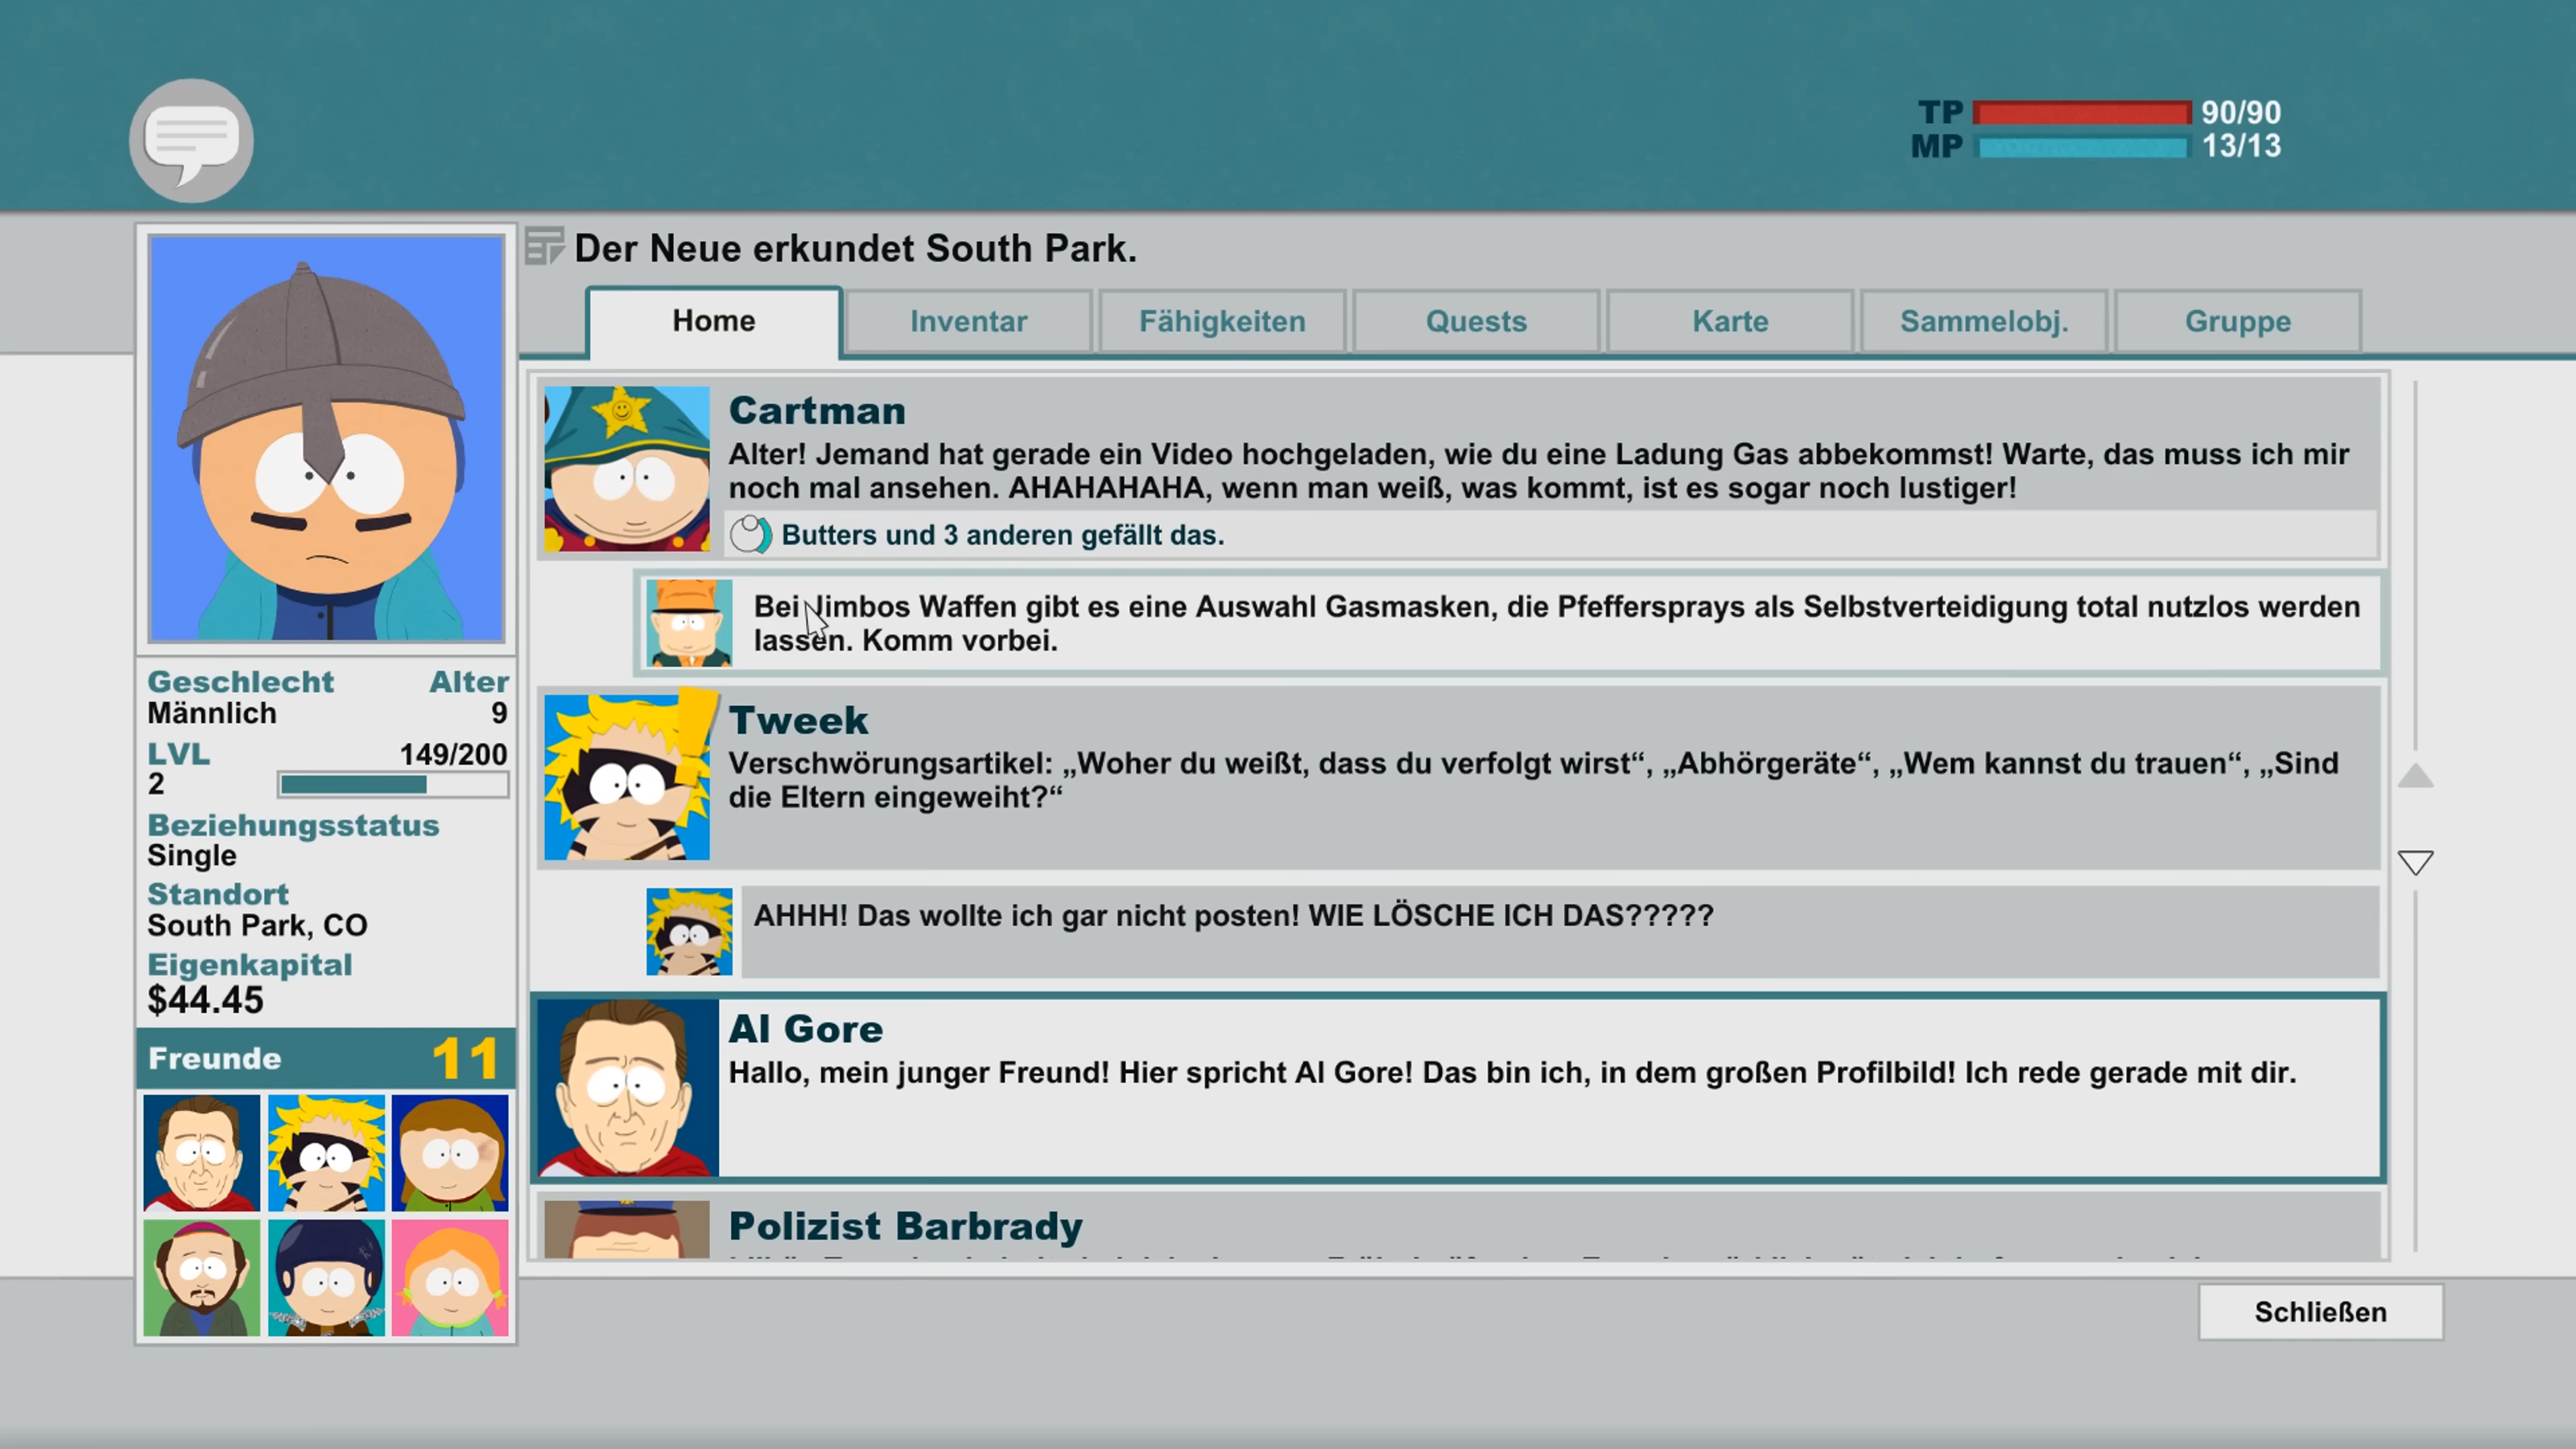 TP 90/90
MP 13/13
Der Neue erkundet South Park.
Home Inventar Fähigkeiten Quests Karte Sammelobj. Gruppe
Geschlecht Alter
Männlich 9
LVL 149/200
2
Beziehungsstatus
Single
Standort
South Park, CO
Eigenkapital
$44.45
Freunde 11
Cartman
Alter! Jemand hat gerade ein Video hochgeladen, wie du eine Ladung Gas abbekommst! Warte, das muss ich mir
noch mal ansehen. AHAHAHAHA, wenn man weiß, was kommt, ist es sogar noch lustiger!
Butters und 3 anderen gefällt das.
Bei Jimbos Waffen gibt es eine Auswahl Gasmasken, die Pfeffersprays als Selbstverteidigung total nutzlos werden
lassen. Komm vorbei.
Tweek
Verschwörungsartikel: „Woher du weißt, dass du verfolgt wirst“, „Abhörgeräte“, „Wem kannst du trauen“, „Sind
die Eltern eingeweiht?“
AHHH! Das wollte ich gar nicht posten! WIE LÖSCHE ICH DAS?????
Al Gore
Hallo, mein junger Freund! Hier spricht Al Gore! Das bin ich, in dem großen Profilbild! Ich rede gerade mit dir.
Polizist Barbrady
Schließen